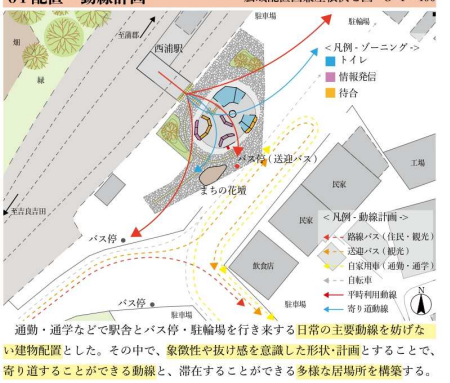 駐車場
駐輪場
畑
緑
至蒲郡
西浦駅
<凡例 - ゾーニング ->
トイレ
情報発信
待合
バス停(送迎バス)
まちの花壇
工場
民家
民家
至吉良吉田
バス停
飲食店
<凡例 - 動線計画 ->
路線バス(住民・観光)
送迎バス(観光)
自家用車(通勤・通学)
自転車
平時利用動線
寄り道動線
バス停
駐車場
駐車場
N
通勤・通学などで駅舎とバス停・駐輪場を行き来する日常の主要動線を妨げな
い建物配置とした。その中で、象徴性や抜け感を意識した形状・計画とすることで、
寄り道することができる動線と、滞在することができる多様な居場所を構築する。